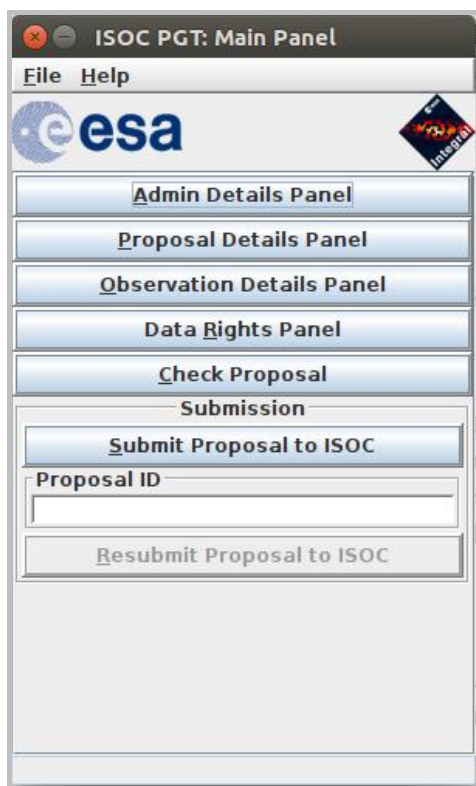 ISOC PGT: Main Panel
File Help
esa
Integral
Admin Details Panel
Proposal Details Panel
Observation Details Panel
Data Rights Panel
Check Proposal
Submission
Submit Proposal to ISOC
Proposal ID
Resubmit Proposal to ISOC